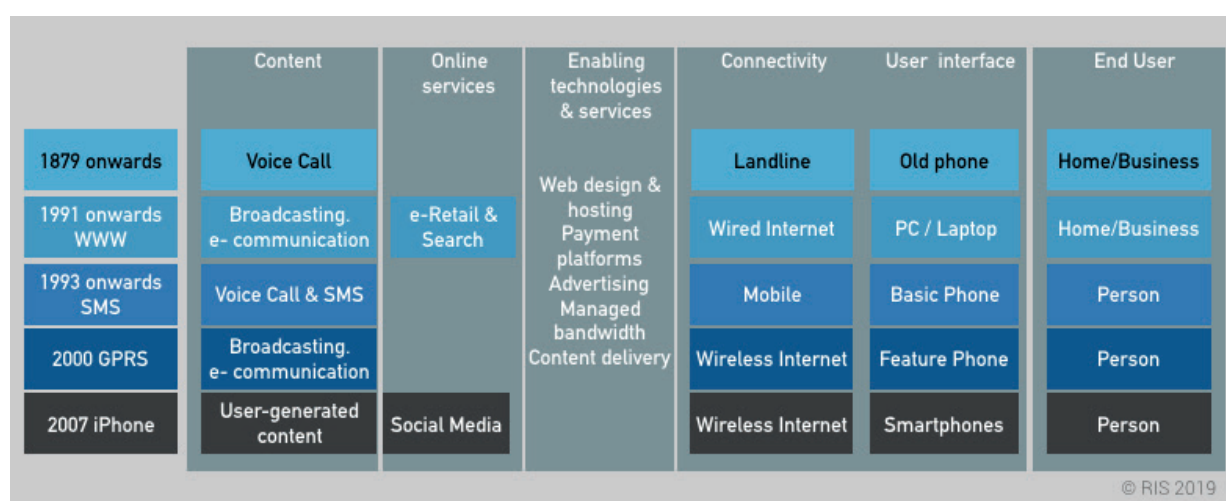 Content
Online
services
Enabling
technologies
& services
Connectivity
User interface
End User
1879 onwards
Voice Call
Landline
Old phone
Home/Business
1991 onwards
WWW
Broadcasting.
e- communication
e-Retail &
Search
Wired Internet
PC / Laptop
Home/Business
1993 onwards
SMS
Voice Call & SMS
Mobile
Basic Phone
Person
2000 GPRS
Broadcasting.
e- communication
Wireless Internet
Feature Phone
Person
2007 iPhone
User-generated
content
Social Media
Wireless Internet
Smartphones
Person
Web design &
hosting
Payment
platforms
Advertising
Managed
bandwidth
Content delivery
© RIS 2019